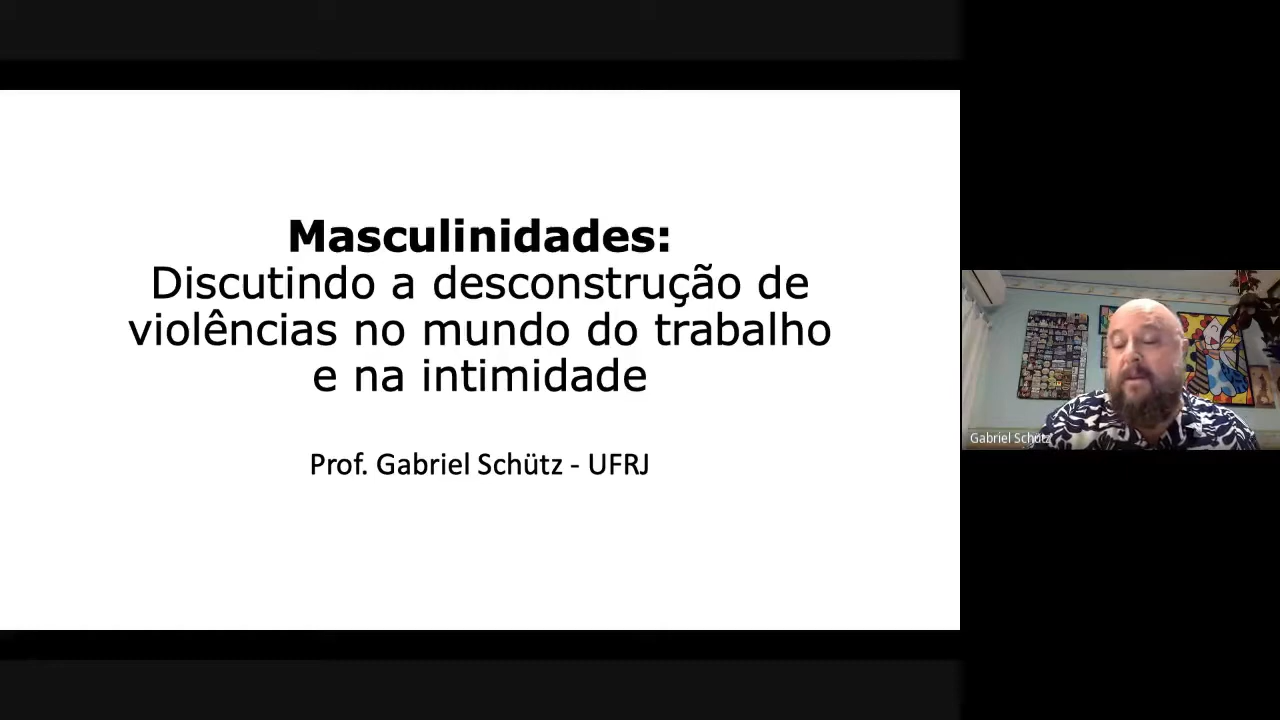 Masculinidades:
Discutindo a desconstrução de
violências no mundo do trabalho
e na intimidade
Prof. Gabriel Schütz - UFRJ
Gabriel Schütz